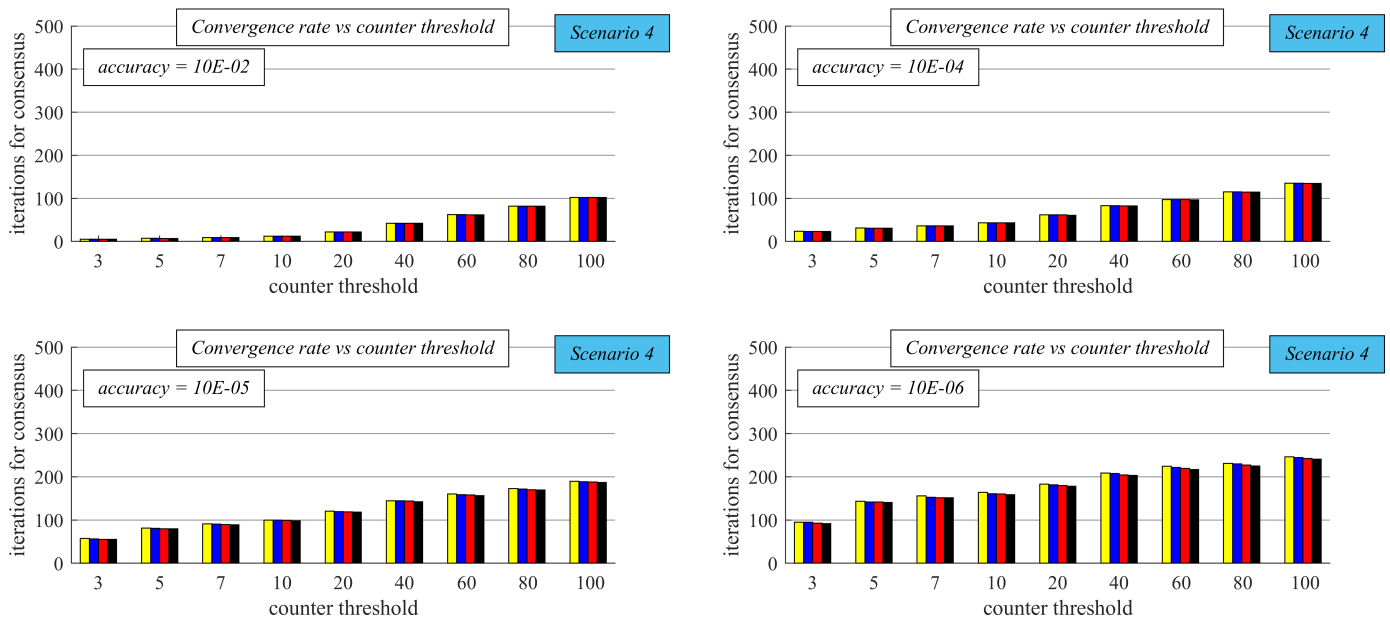 Convergence rate vs counter threshold
Scenario 4
accuracy = 10E-02
iterations for consensus
500
400
300
200
100
0
3 5 7 10 20 40 60 80 100
counter threshold
Convergence rate vs counter threshold
Scenario 4
accuracy = 10E-04
iterations for consensus
500
400
300
200
100
0
3 5 7 10 20 40 60 80 100
counter threshold
Convergence rate vs counter threshold
Scenario 4
accuracy = 10E-05
iterations for consensus
500
400
300
200
100
0
3 5 7 10 20 40 60 80 100
counter threshold
Convergence rate vs counter threshold
Scenario 4
accuracy = 10E-06
iterations for consensus
500
400
300
200
100
0
3 5 7 10 20 40 60 80 100
counter threshold